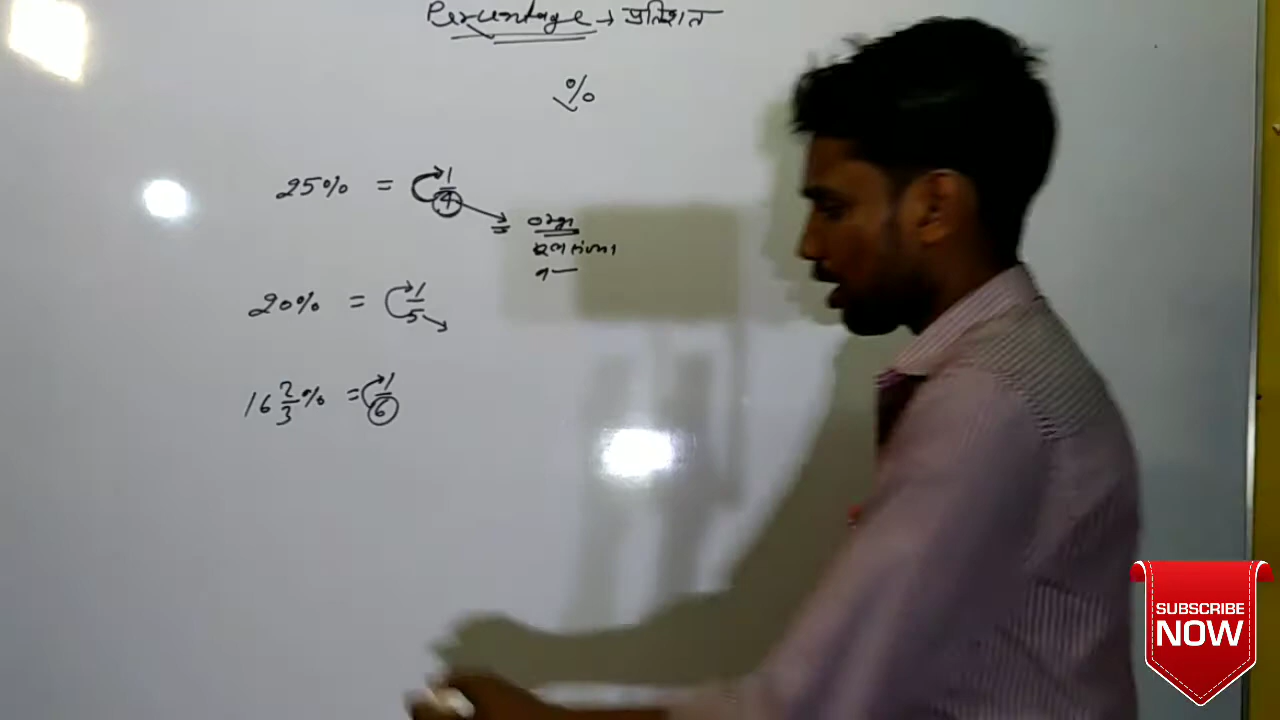 Percentage → प्रतिशत
%
25% = 1/4
20% = 1/5
16 2/3% = 1/6
SUBSCRIBE
NOW